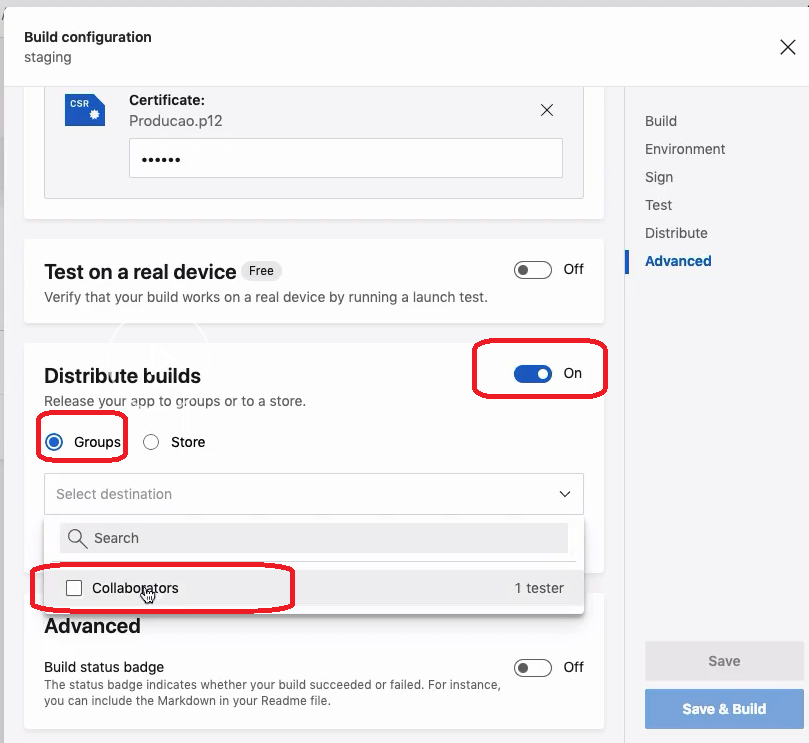 Build configuration
staging
CSR
Certificate:
Producao.p12
••••••
Test on a real device Free
Off
Verify that your build works on a real device by running a launch test.
Distribute builds
On
Release your app to groups or to a store.
Groups
Store
Select destination
Search
Collaborators
1 tester
Advanced
Build status badge
Off
The status badge indicates whether your build succeeded or failed. For instance,
you can include the Markdown in your Readme file.
Build
Environment
Sign
Test
Distribute
Advanced
Save
Save & Build